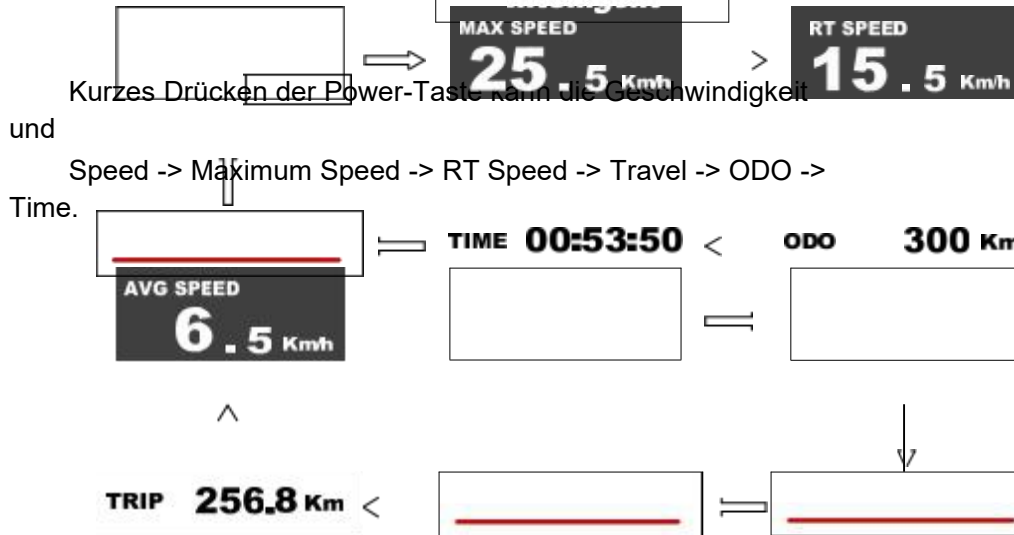 Intelligent
MAX SPEED
25.5 Km/h
>
RT SPEED
15.5 Km/h
Kurzes Drücken der Power-Taste kann die Geschwindigkeit
und
Speed -> Maximum Speed -> RT Speed -> Travel -> ODO ->
Time.
TIME 00:53:50 <
ODO 300 Km
AVG SPEED
6.5 Km/h
TRIP 256.8 Km <